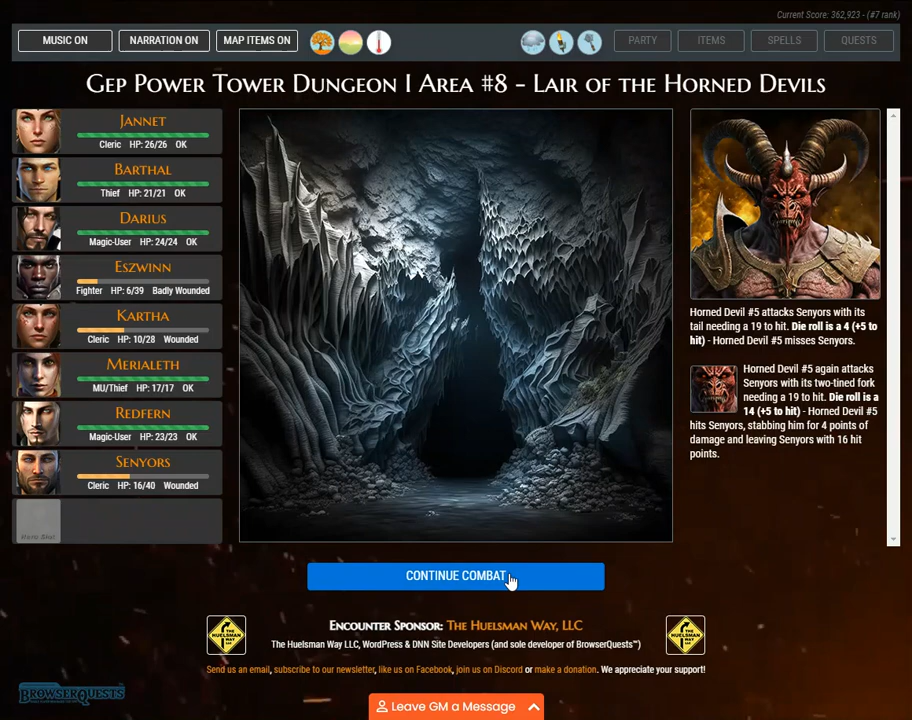 Current Score: 362,923 - (#7 rank)
MUSIC ON
NARRATION ON
MAP ITEMS ON
PARTY
ITEMS
SPELLS
QUESTS
Gep Power Tower Dungeon I Area #8 - Lair of the Horned Devils
Jannet
Cleric HP: 26/26 OK
Barthal
Thief HP: 21/21 OK
Darius
Magic-User HP: 24/24 OK
Eszwinn
Fighter HP: 6/39 Badly Wounded
Kartha
Cleric HP: 10/28 Wounded
Merialeth
MU/Thief HP: 17/17 OK
Redfern
Magic-User HP: 23/23 OK
Senyors
Cleric HP: 16/40 Wounded
Horned Devil #5 attacks Senyors with its
tail needing a 19 to hit. Die roll is a 4 (+5 to
hit) - Horned Devil #5 misses Senyors.
Horned Devil #5 again attacks
Senyors with its two-tined fork
needing a 19 to hit. Die roll is a
14 (+5 to hit) - Horned Devil #5
hits Senyors, stabbing him for 4 points of
damage and leaving Senyors with 16 hit
points.
CONTINUE COMBAT
THE
HUELSMAN
WAY
Encounter Sponsor: The Huelsman Way, LLC
The Huelsman Way LLC, WordPress & DNN Site Developers (and sole developer of BrowserQuests™)
THE
HUELSMAN
WAY
Send us an email, subscribe to our newsletter, like us on Facebook, join us on Discord or make a donation. We appreciate your support!
BrowserQuests
Leave GM a Message